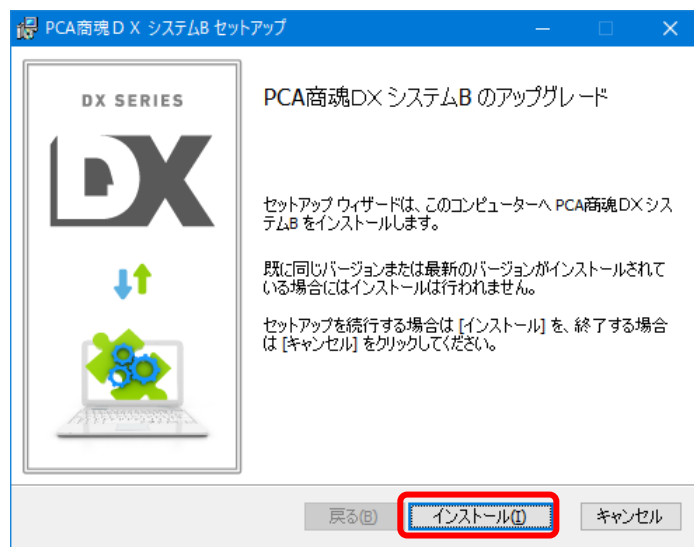 PCA商魂ＤＸ システムB セットアップ
DX SERIES
DX
PCA商魂DX システムB のアップグレード
セットアップ ウィザードは、このコンピューターへ PCA商魂DX シス
テムB をインストールします。
既に同じバージョンまたは最新のバージョンがインストールされて
いる場合にはインストールは行われません。
セットアップを続行する場合は [インストール] を、終了する場合
は [キャンセル] をクリックしてください。
戻る(B) インストール(I) キャンセル